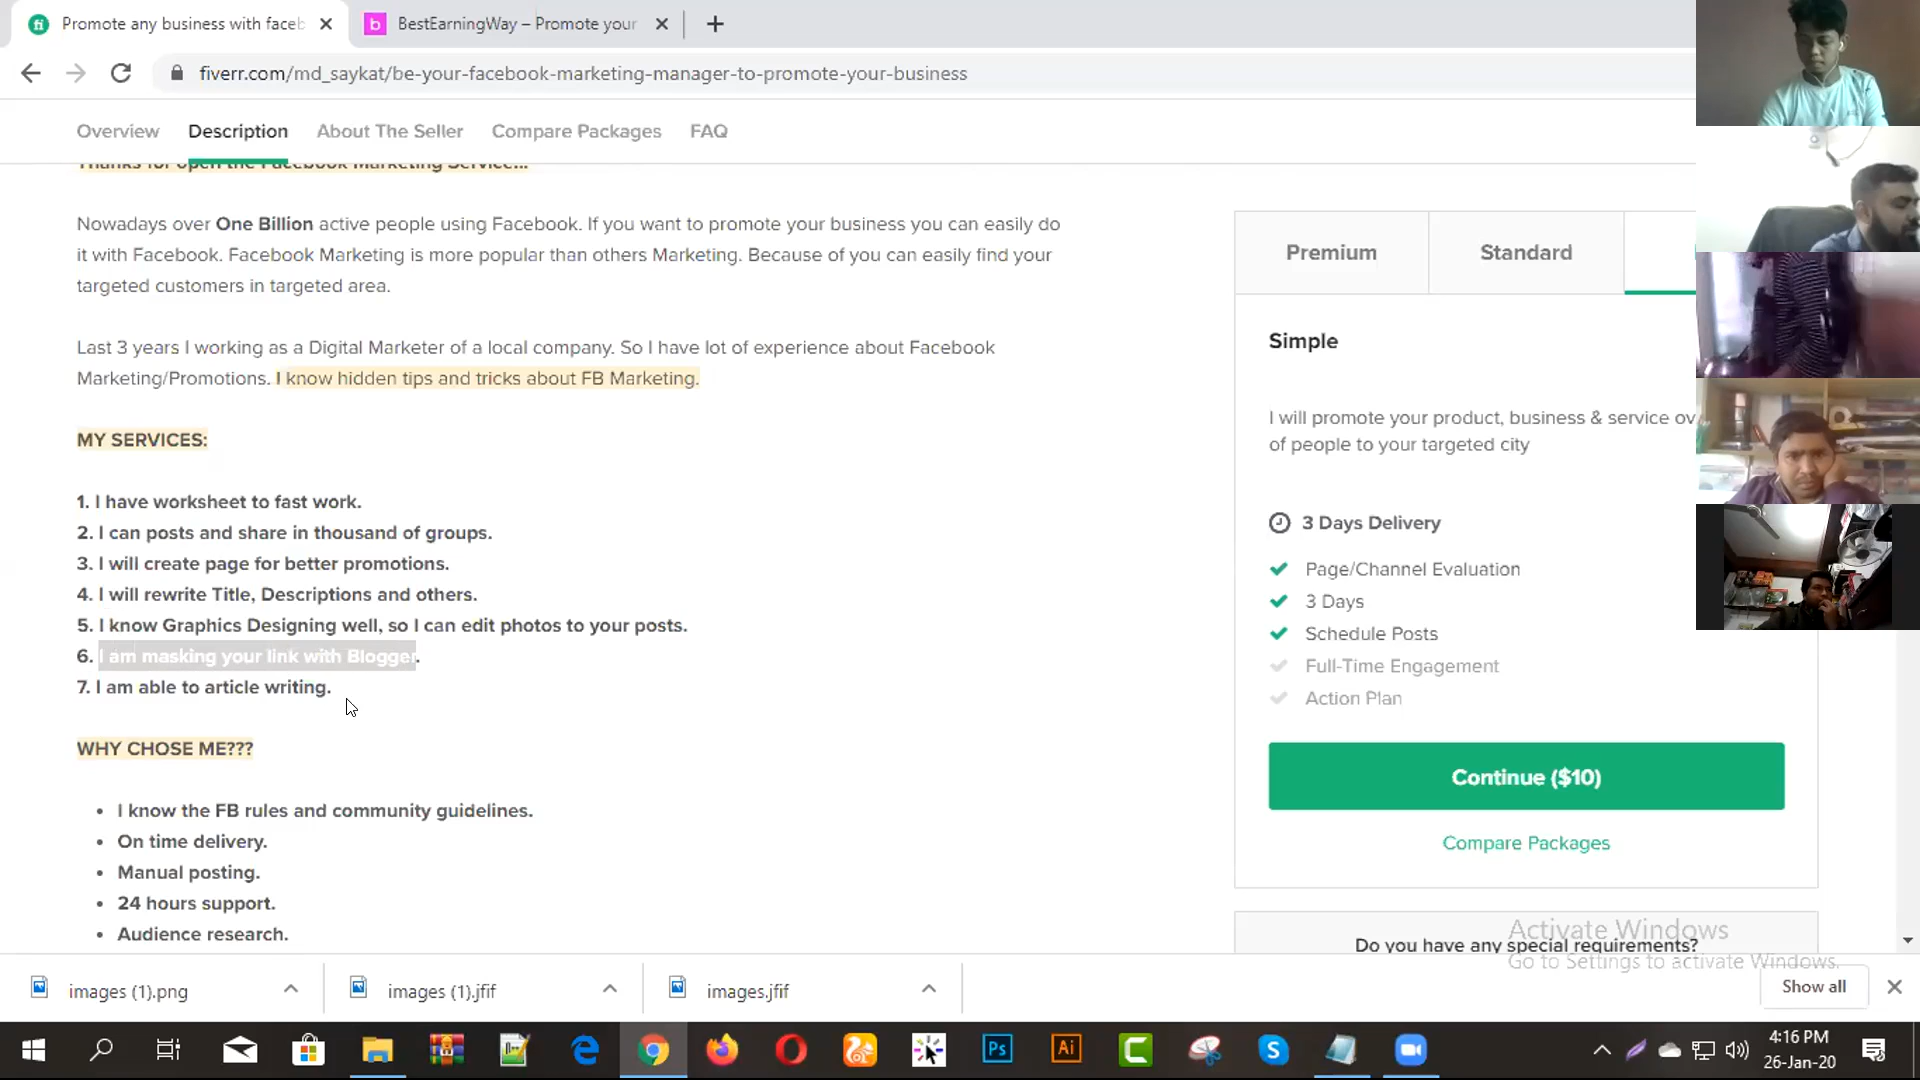 Promote any business with faceb
BestEarningWay – Promote your
fiverr.com/md_saykat/be-your-facebook-marketing-manager-to-promote-your-business
Overview
Description
About The Seller
Compare Packages
FAQ
Thanks for open the Facebook Marketing Service...
Nowadays over One Billion active people using Facebook. If you want to promote your business you can easily do
it with Facebook. Facebook Marketing is more popular than others Marketing. Because of you can easily find your
targeted customers in targeted area.
Last 3 years I working as a Digital Marketer of a local company. So I have lot of experience about Facebook
Marketing/Promotions. I know hidden tips and tricks about FB Marketing.
MY SERVICES:
1. I have worksheet to fast work.
2. I can posts and share in thousand of groups.
3. I will create page for better promotions.
4. I will rewrite Title, Descriptions and others.
5. I know Graphics Designing well, so I can edit photos to your posts.
6. I am masking your link with Blogger.
7. I am able to article writing.
WHY CHOSE ME???
• I know the FB rules and community guidelines.
• On time delivery.
• Manual posting.
• 24 hours support.
• Audience research.
Premium
Standard
Simple
I will promote your product, business & service ov
of people to your targeted city
3 Days Delivery
Page/Channel Evaluation
3 Days
Schedule Posts
Full-Time Engagement
Action Plan
Continue ($10)
Compare Packages
Do you have any special requirements?
Activate Windows
Go to Settings to activate Windows.
images (1).png
images (1).jfif
images.jfif
Show all
Ps
Ai
4:16 PM
26-Jan-20